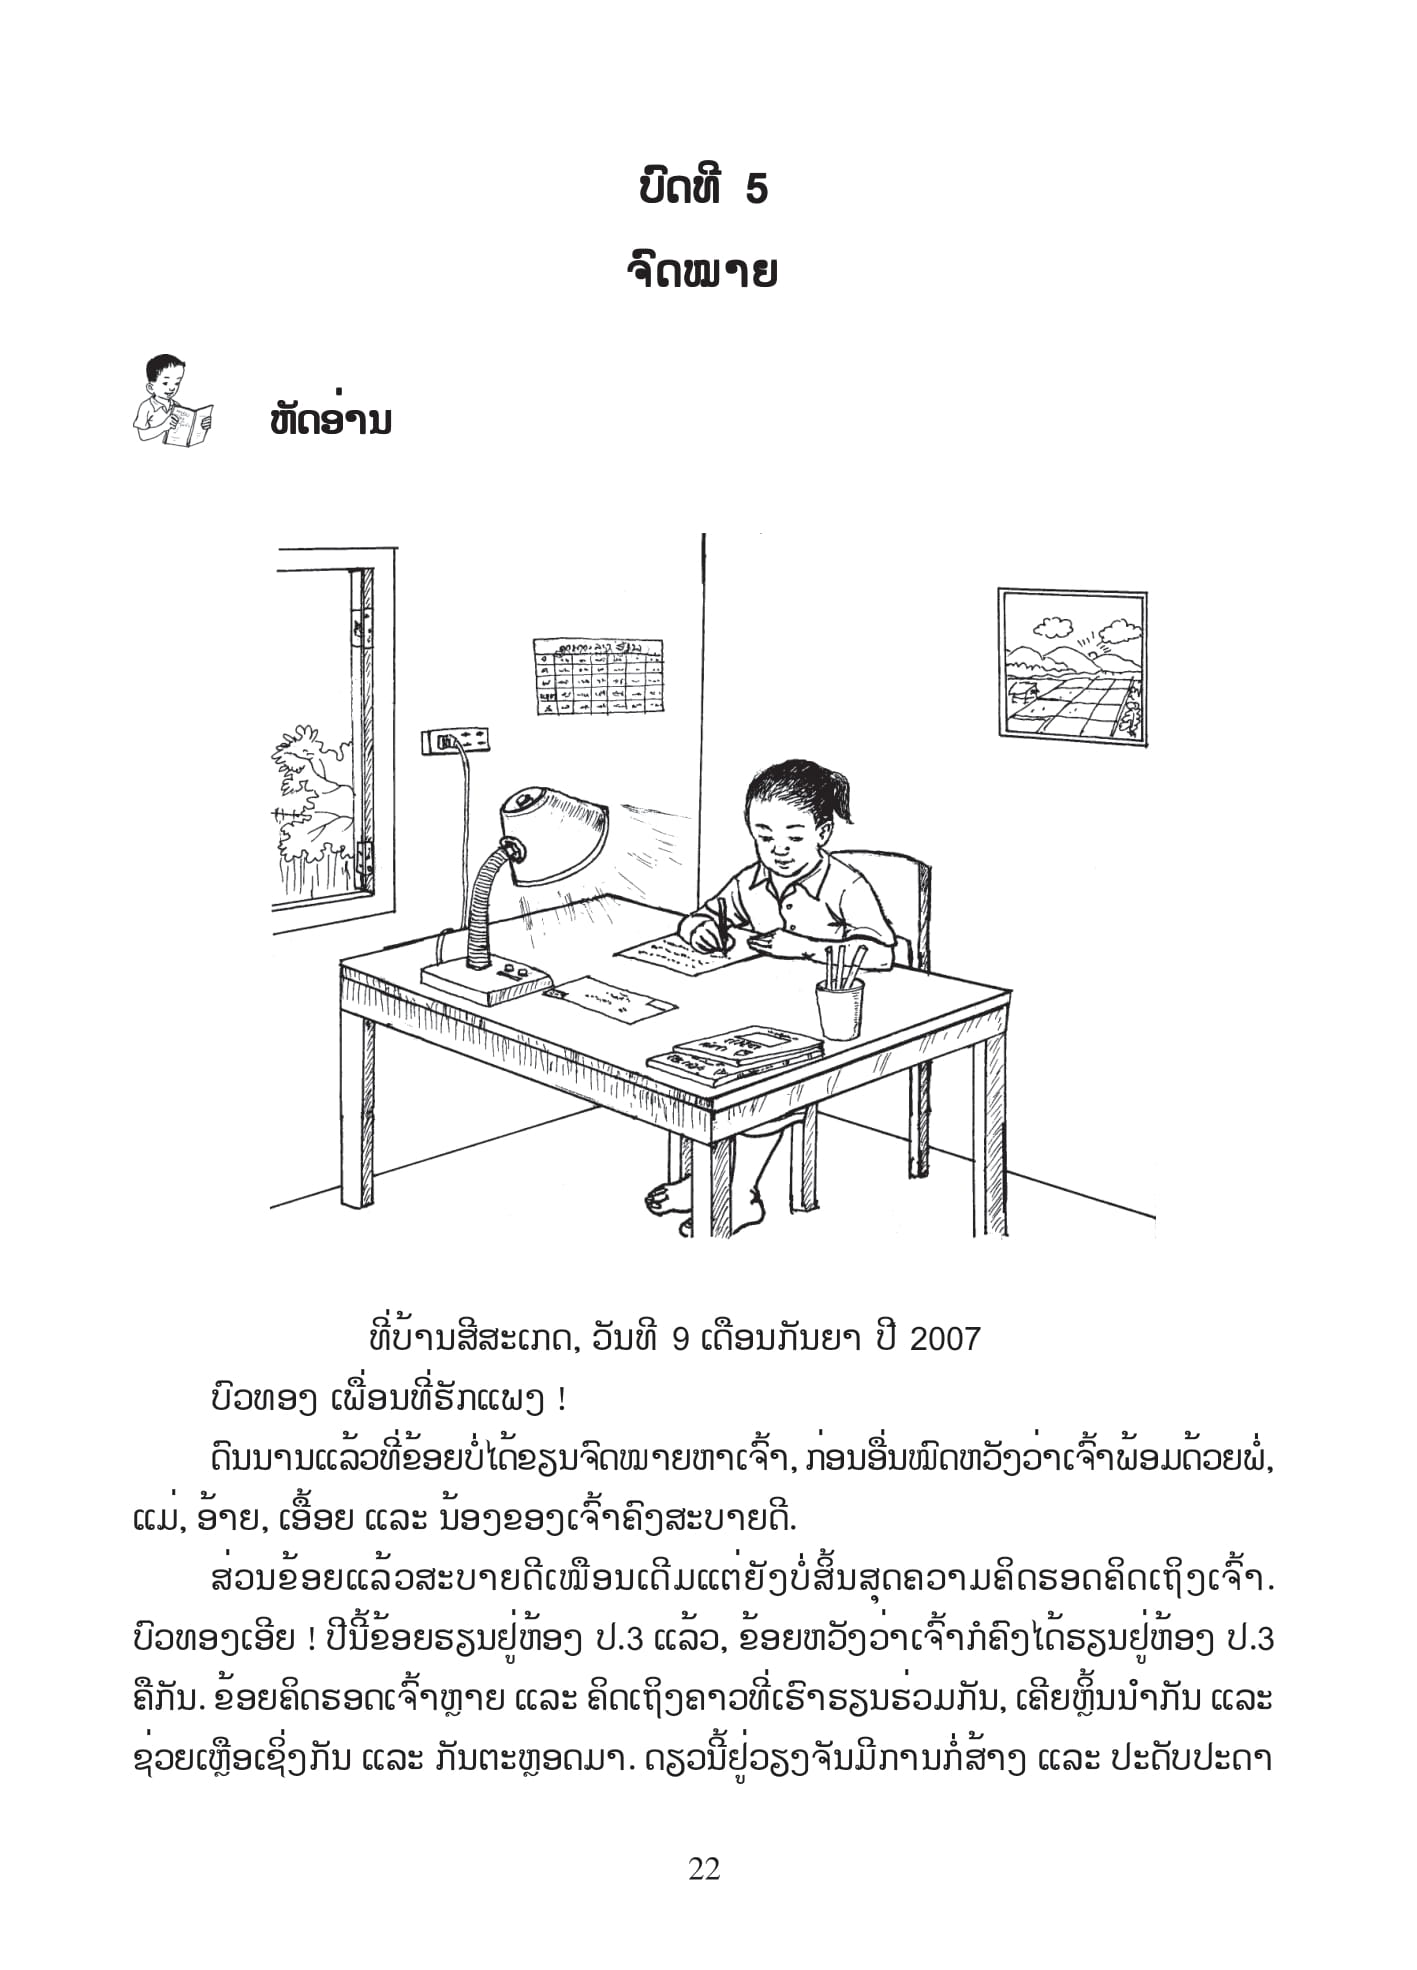 ບົດທີ 5
ຈົດໝາຍ
ຫັດອ່ານ
ທີ່ບ້ານສີສະເກດ, ວັນທີ 9 ເດືອນກັນຍາ ປີ 2007
ບົວທອງ ເພື່ອນທີ່ຮັກແພງ !
ດົນນານແລ້ວທີ່ຂ້ອຍບໍ່ໄດ້ຂຽນຈົດໝາຍຫາເຈົ້າ, ກ່ອນອື່ນໝົດຫວັງວ່າເຈົ້າພ້ອມດ້ວຍພໍ່,
ແມ່, ອ້າຍ, ເອື້ອຍ ແລະ ນ້ອງຂອງເຈົ້າຄົງສະບາຍດີ.
ສ່ວນຂ້ອຍແລ້ວສະບາຍດີເໝືອນເດີມແຕ່ຍັງບໍ່ສິ້ນສຸດຄວາມຄິດຮອດຄິດເຖິງເຈົ້າ.
ບົວທອງເອີຍ ! ປີນີ້ຂ້ອຍຮຽນຢູ່ຫ້ອງ ປ.3 ແລ້ວ, ຂ້ອຍຫວັງວ່າເຈົ້າກໍຄົງໄດ້ຮຽນຢູ່ຫ້ອງ ປ.3
ຄືກັນ. ຂ້ອຍຄິດຮອດເຈົ້າຫຼາຍ ແລະ ຄິດເຖິງຄາວທີ່ເຮົາຮຽນຮ່ວມກັນ, ເຄີຍຫຼິ້ນນຳກັນ ແລະ
ຊ່ວຍເຫຼືອເຊິ່ງກັນ ແລະ ກັນຕະຫຼອດມາ. ດຽວນີ້ຢູ່ວຽງຈັນມີການກໍ່ສ້າງ ແລະ ປະດັບປະດາ
22